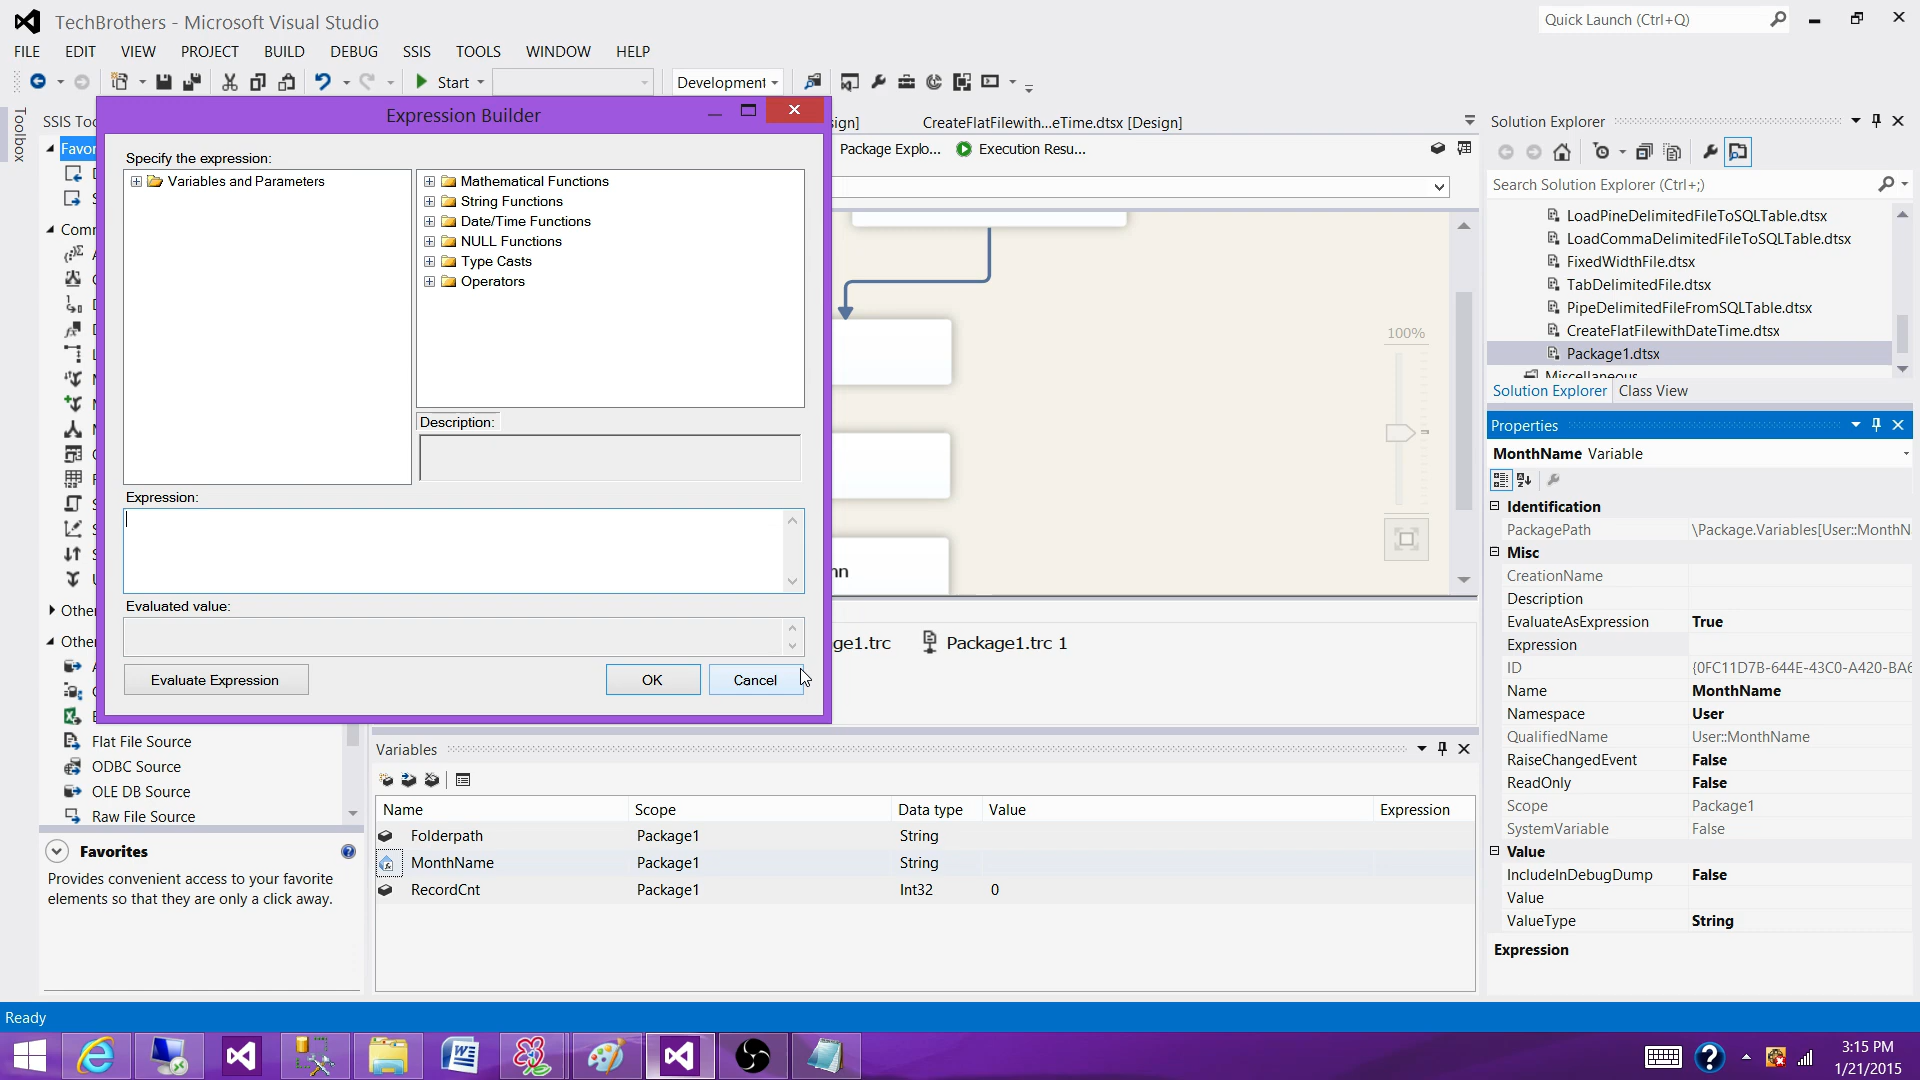 TechBrothers - Microsoft Visual Studio
Quick Launch (Ctrl+Q)
FILE EDIT VIEW PROJECT BUILD DEBUG SSIS TOOLS WINDOW HELP
Start
Development
Toolbox
SSIS Too
Favor
Comm
Other
Other
Flat File Source
ODBC Source
OLE DB Source
Raw File Source
Favorites
Provides convenient access to your favorite
elements so that they are only a click away.
Expression Builder
Specify the expression:
Variables and Parameters
Mathematical Functions
String Functions
Date/Time Functions
NULL Functions
Type Casts
Operators
Description:
Expression:
Evaluated value:
Evaluate Expression
OK
Cancel
ign]
CreateFlatFilewith...eTime.dtsx [Design]
Package Explo...
Execution Resu...
100%
nn
ge1.trc
Package1.trc 1
Variables
Name Scope Data type Value Expression
Folderpath Package1 String
MonthName Package1 String
RecordCnt Package1 Int32 0
Solution Explorer
Search Solution Explorer (Ctrl+;)
LoadPineDelimitedFileToSQLTable.dtsx
LoadCommaDelimitedFileToSQLTable.dtsx
FixedWidthFile.dtsx
TabDelimitedFile.dtsx
PipeDelimitedFileFromSQLTable.dtsx
CreateFlatFilewithDateTime.dtsx
Package1.dtsx
Miscellaneous
Solution Explorer Class View
Properties
MonthName Variable
Identification
PackagePath \Package.Variables[User::MonthN
Misc
CreationName
Description
EvaluateAsExpression True
Expression
ID {0FC11D7B-644E-43C0-A420-BA6
Name MonthName
Namespace User
QualifiedName User::MonthName
RaiseChangedEvent False
ReadOnly False
Scope Package1
SystemVariable False
Value
IncludeInDebugDump False
Value
ValueType String
Expression
Ready
3:15 PM
1/21/2015